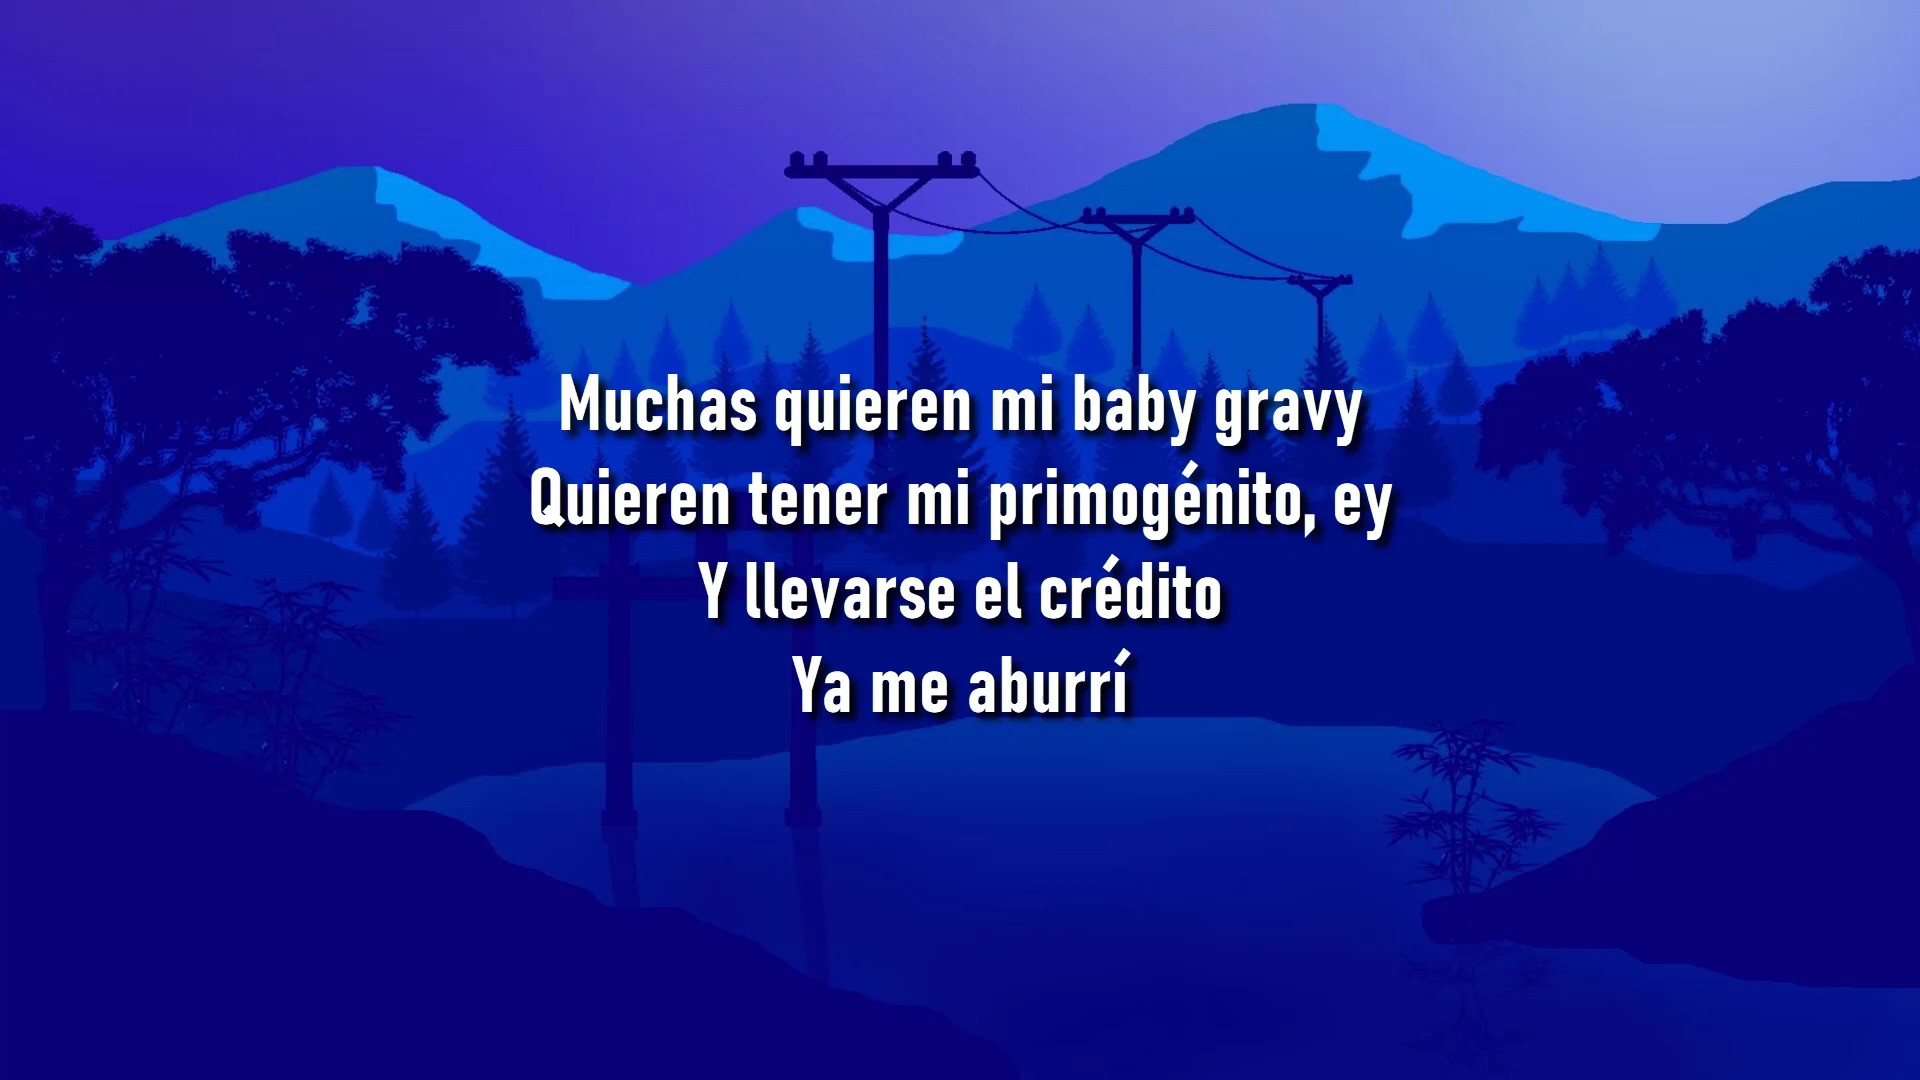 Muchas quieren mi baby gravy
Quieren tener mi primogénito, ey
Y llevarse el crédito
Ya me aburrí